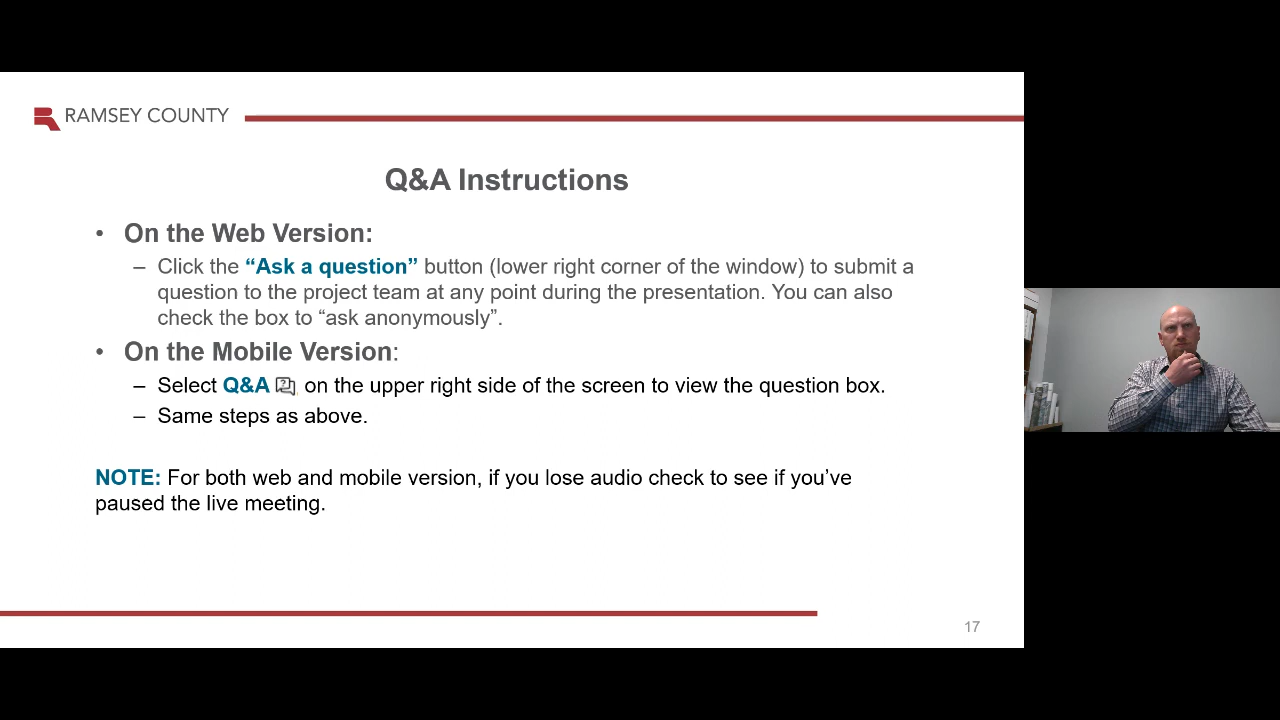 RAMSEY COUNTY
Q&A Instructions
• On the Web Version:
– Click the “Ask a question” button (lower right corner of the window) to submit a
question to the project team at any point during the presentation. You can also
check the box to “ask anonymously”.
• On the Mobile Version:
– Select Q&A on the upper right side of the screen to view the question box.
– Same steps as above.
NOTE: For both web and mobile version, if you lose audio check to see if you’ve
paused the live meeting.
17